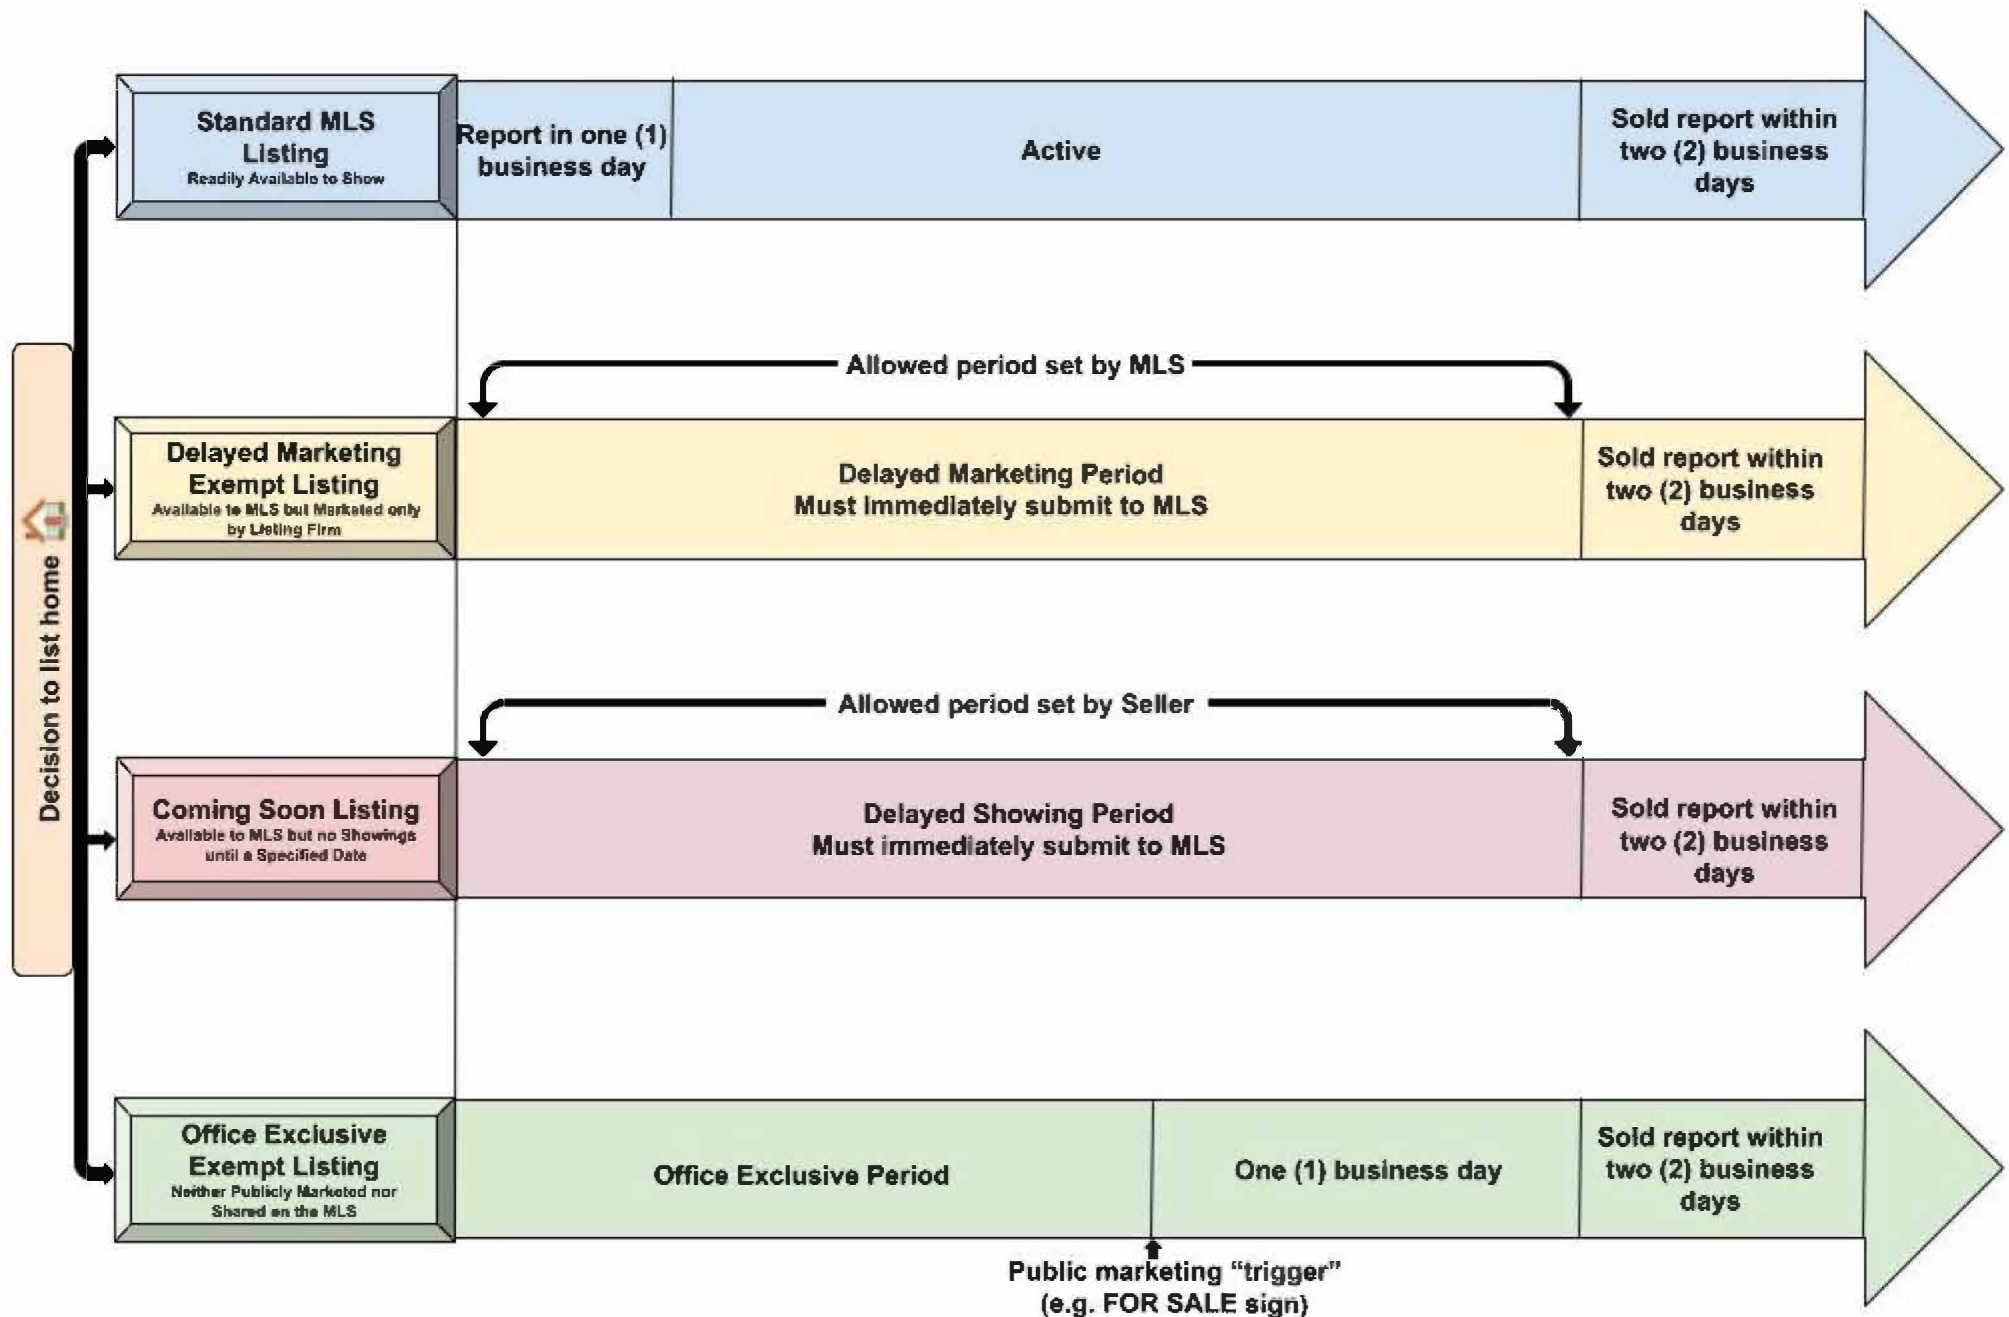 Decision to list home
Standard MLS
Listing
Readily Available to Show
Report in one (1)
business day
Active
Sold report within
two (2) business
days
Allowed period set by MLS
Delayed Marketing
Exempt Listing
Available to MLS but Marketed only
by Listing Firm
Delayed Marketing Period
Must immediately submit to MLS
Sold report within
two (2) business
days
Allowed period set by Seller
Coming Soon Listing
Available to MLS but no Showings
until a Specified Date
Delayed Showing Period
Must immediately submit to MLS
Sold report within
two (2) business
days
Office Exclusive
Exempt Listing
Neither Publicly Marketed nor
Shared on the MLS
Office Exclusive Period
One (1) business day
Sold report within
two (2) business
days
Public marketing “trigger”
(e.g. FOR SALE sign)